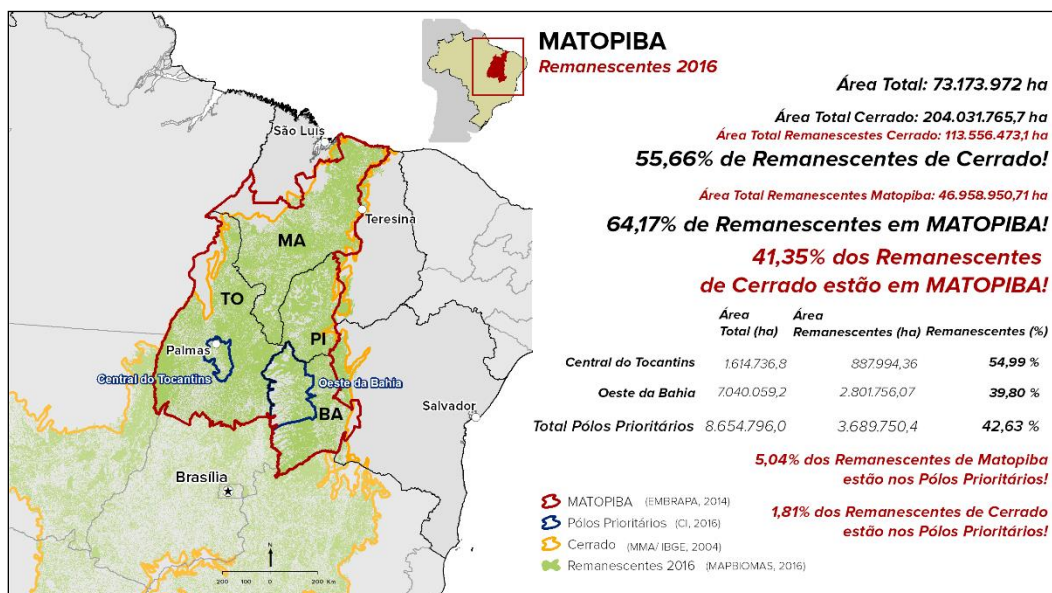 MATOPIBA
Remanescentes 2016
Área Total: 73.173.972 ha
Área Total Cerrado: 204.031.765,7 ha
Área Total Remanescestes Cerrado: 113.556.473,1 ha
55,66% de Remanescentes de Cerrado!
Área Total Remanescentes Matopiba: 46.958.950,71 ha
64,17% de Remanescentes em MATOPIBA!
41,35% dos Remanescentes
de Cerrado estão em MATOPIBA!
Área Total (ha) Área Remanescentes (ha) Remanescentes (%)
Central do Tocantins 1.614.736,8 887.994,36 54,99 %
Oeste da Bahia 7.040.059,2 2.801.756,07 39,80 %
Total Pólos Prioritários 8.654.796,0 3.689.750,4 42,63 %
5,04% dos Remanescentes de Matopiba
estão nos Pólos Prioritários!
1,81% dos Remanescentes de Cerrado
estão nos Pólos Prioritários!
São Luís
Teresina
MA
TO
PI
Palmas
Central do Tocantins
Oeste da Bahia
BA
Salvador
Brasília
N
200 100 0 200 Km
MATOPIBA (EMBRAPA, 2014)
Pólos Prioritários (CI, 2016)
Cerrado (MMA/ IBGE, 2004)
Remanescentes 2016 (MAPBIOMAS, 2016)